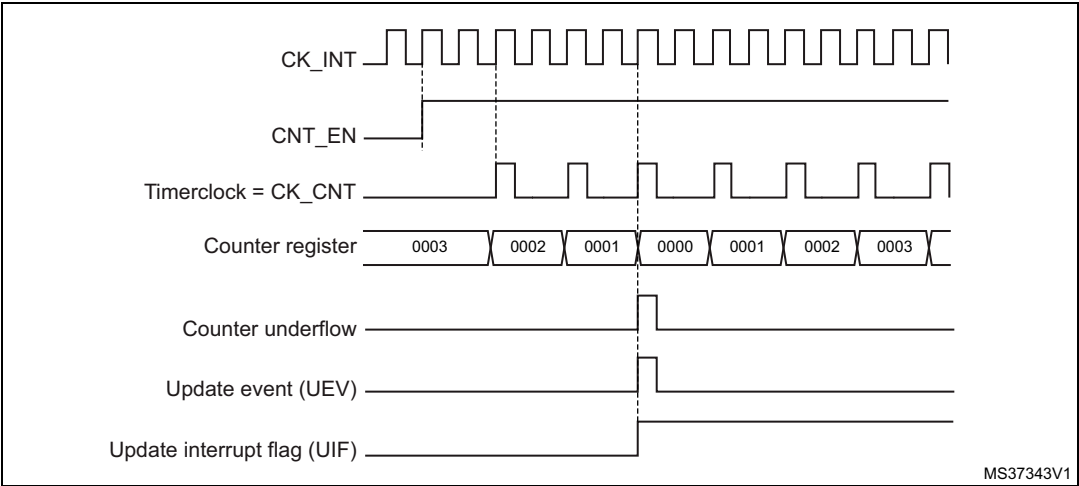 CK_INT
CNT_EN
Timerclock = CK_CNT
Counter register 0003 0002 0001 0000 0001 0002 0003
Counter underflow
Update event (UEV)
Update interrupt flag (UIF)
MS37343V1